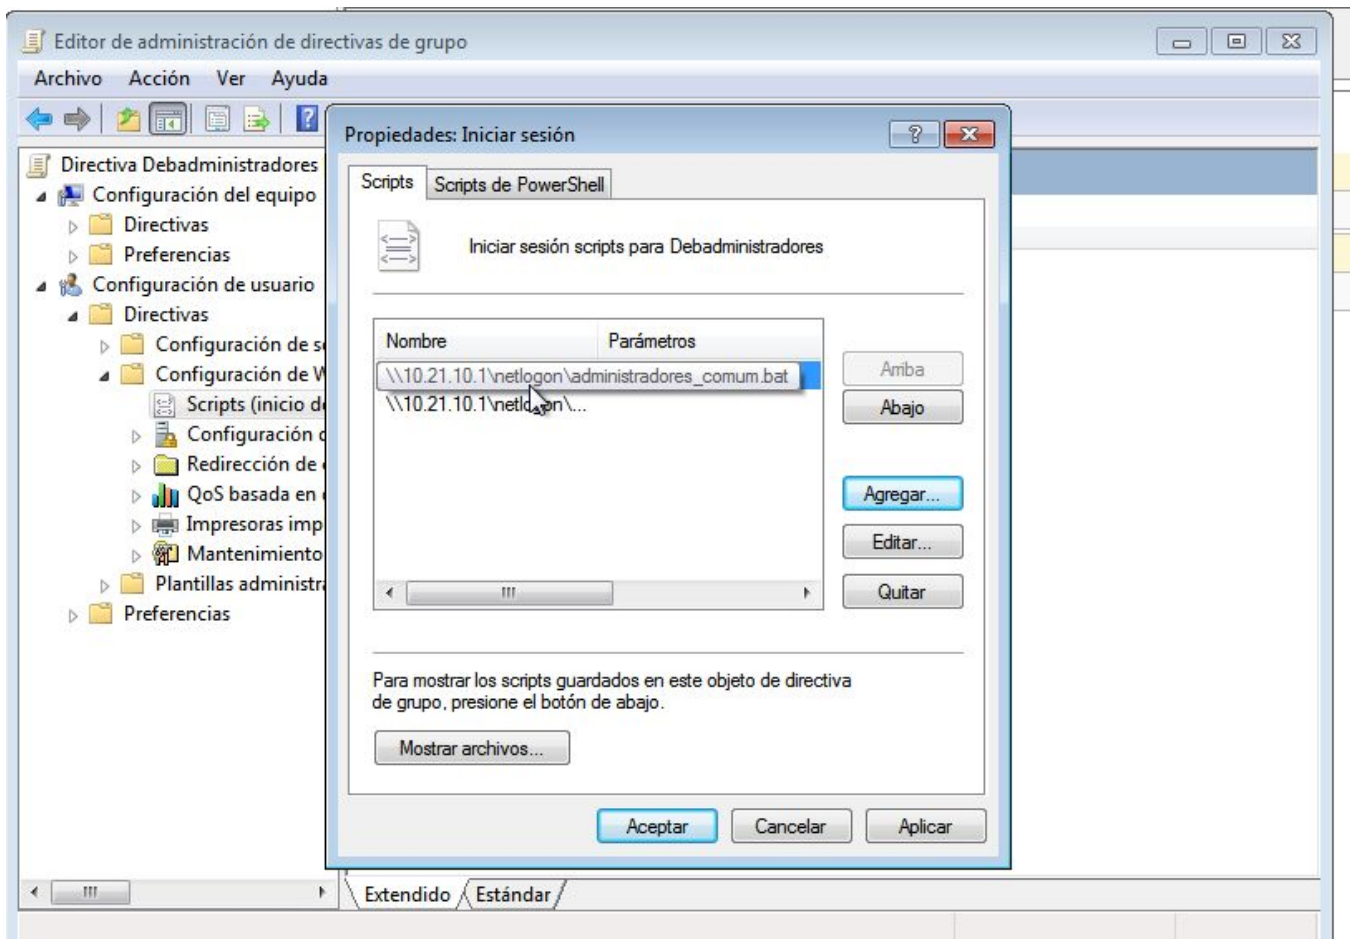 Editor de administración de directivas de grupo
Archivo Acción Ver Ayuda
Directiva Debadministradores
Configuración del equipo
Directivas
Preferencias
Configuración de usuario
Directivas
Configuración de s
Configuración de W
Scripts (inicio de
Configuración
Redirección de
QoS basada en
Impresoras imp
Mantenimiento
Plantillas administra
Preferencias
Propiedades: Iniciar sesión
Scripts Scripts de PowerShell
Iniciar sesión scripts para Debadministradores
Nombre Parámetros
\\10.21.10.1\netlogon\administradores_comum.bat
\\10.21.10.1\netlogon\...
Arriba
Abajo
Agregar...
Editar...
Quitar
Para mostrar los scripts guardados en este objeto de directiva
de grupo, presione el botón de abajo.
Mostrar archivos...
Aceptar Cancelar Aplicar
Extendido Estándar